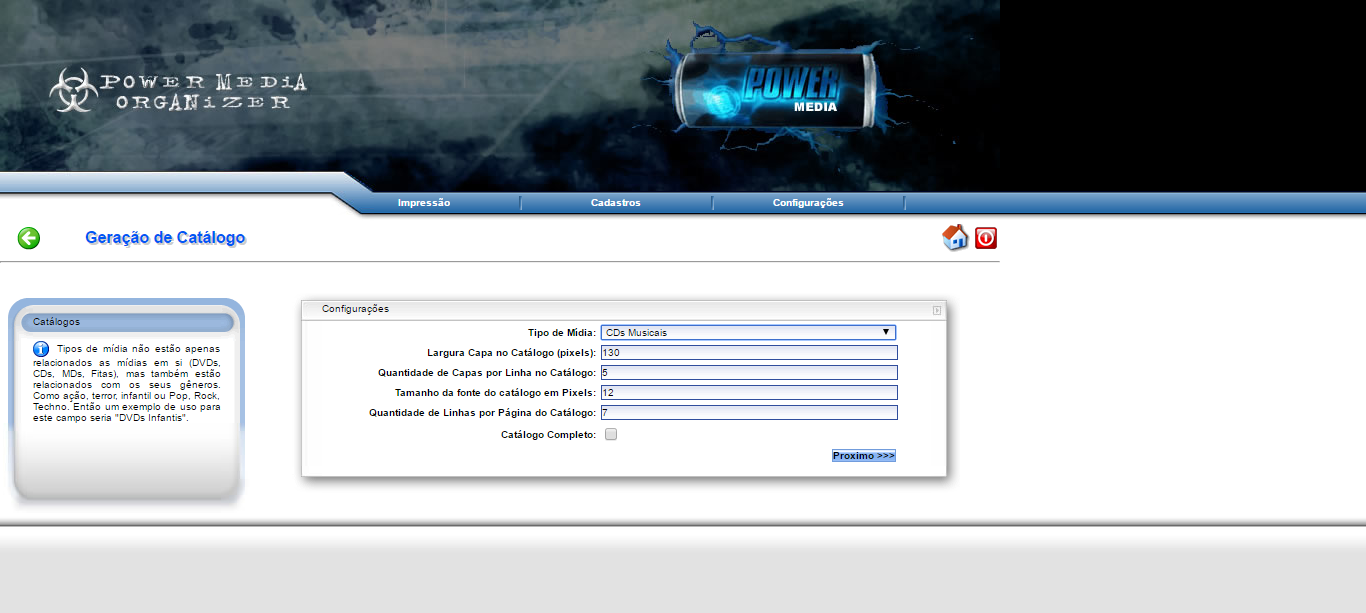 POWER MEDiA
ORGANiZER
POWER
MEDIA
Impressão
Cadastros
Configurações
Geração de Catálogo
Catálogos
Tipos de mídia não estão apenas
relacionados as mídias em si (DVDs,
CDs, MDs, Fitas), mas também estão
relacionados com os seus gêneros.
Como ação, terror, infantil ou Pop, Rock,
Techno. Então um exemplo de uso para
este campo seria "DVDs Infantis".
Configurações
Tipo de Mídia: CDs Musicais
Largura Capa no Catálogo (pixels): 130
Quantidade de Capas por Linha no Catálogo: 5
Tamanho da fonte do catálogo em Pixels: 12
Quantidade de Linhas por Página do Catálogo: 7
Catálogo Completo:
Proximo >>>